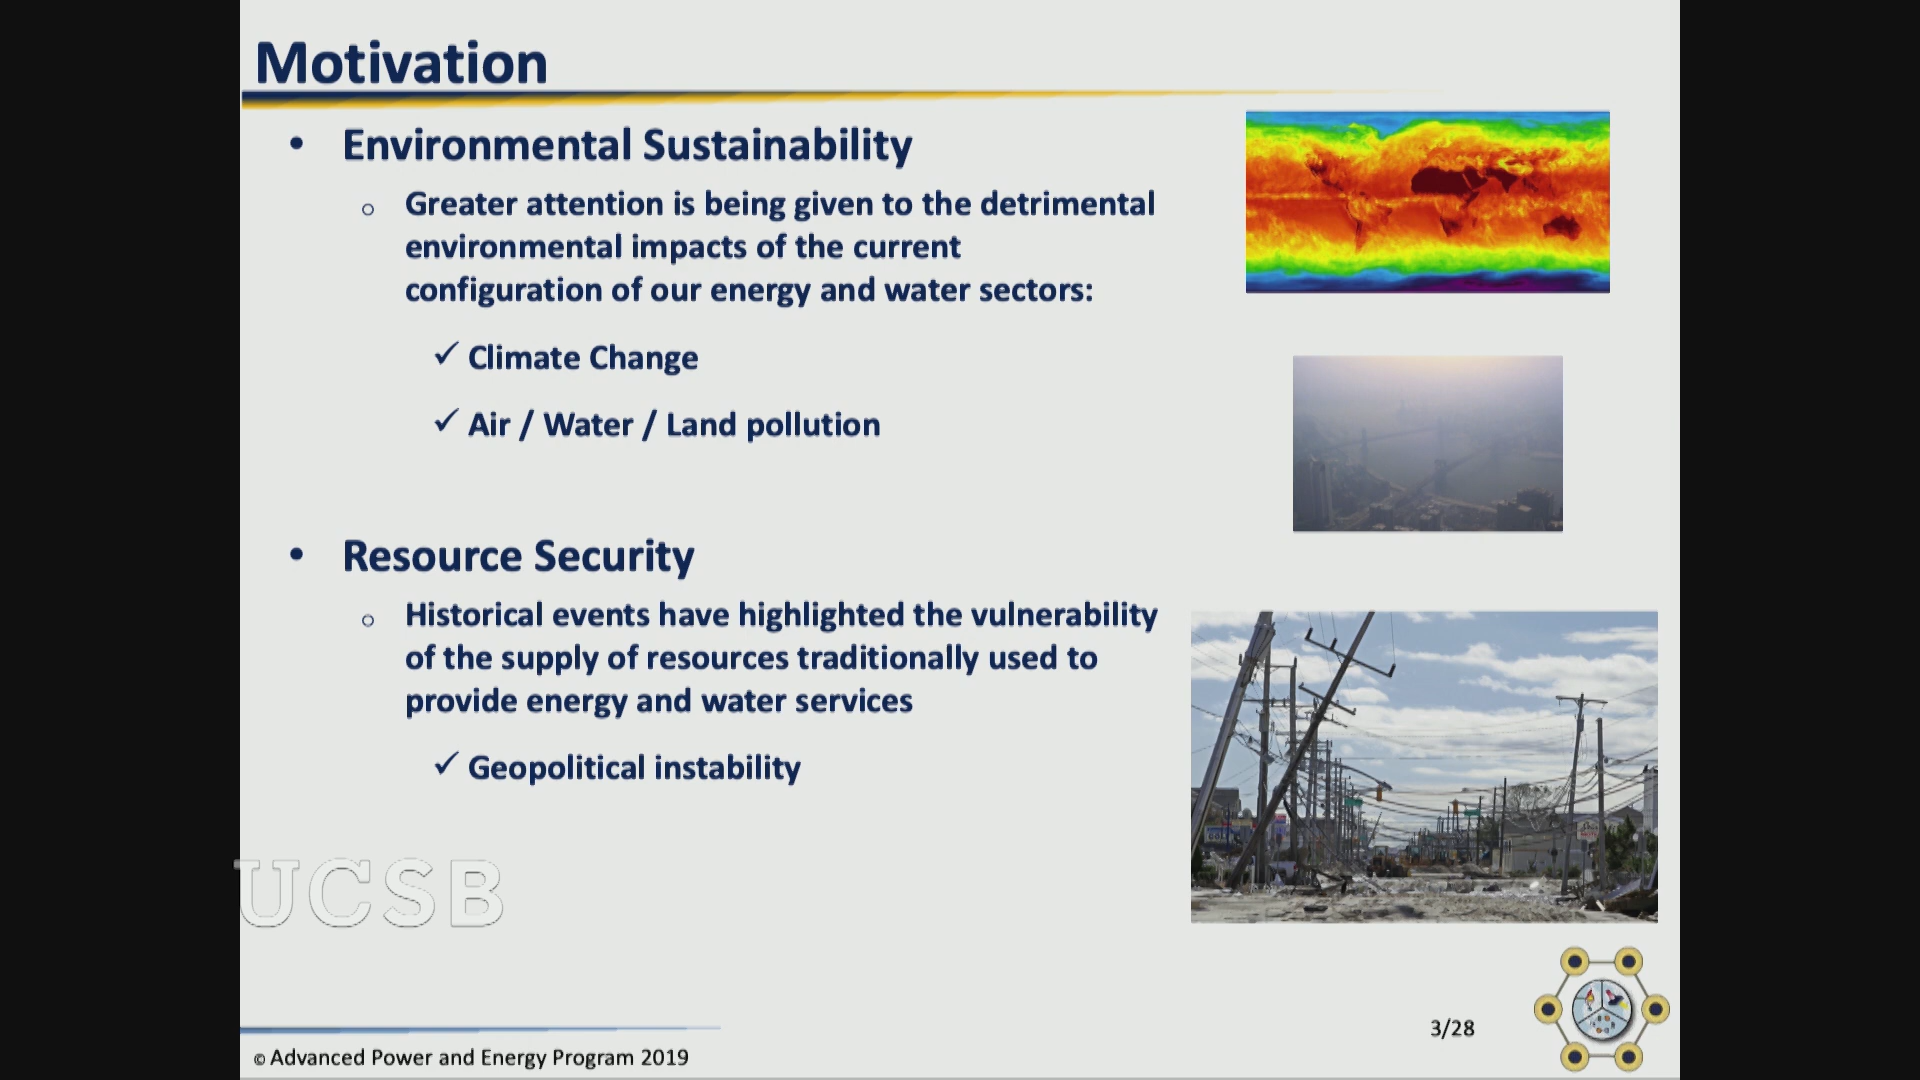 Motivation
• Environmental Sustainability
o Greater attention is being given to the detrimental
environmental impacts of the current
configuration of our energy and water sectors:
✓ Climate Change
✓ Air / Water / Land pollution
• Resource Security
o Historical events have highlighted the vulnerability
of the supply of resources traditionally used to
provide energy and water services
✓ Geopolitical instability
UCSB
3/28
© Advanced Power and Energy Program 2019